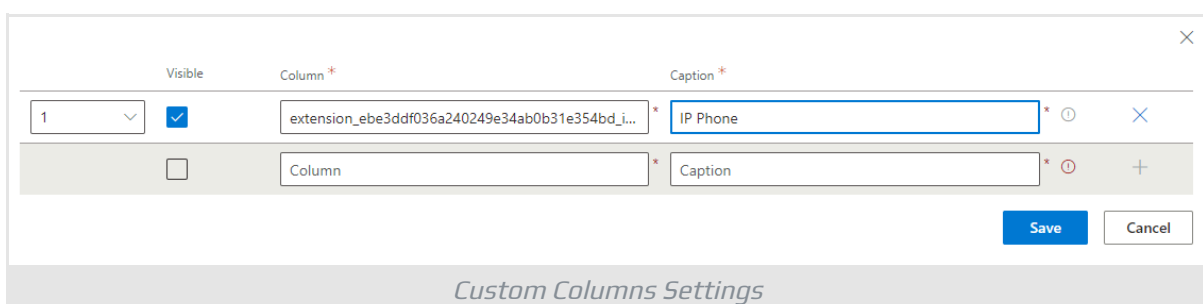 Visible Column * Caption *
1 extension_ebe3ddf036a240249e34ab0b31e354bd_i... * IP Phone *
Column * Caption *
Save Cancel
Custom Columns Settings